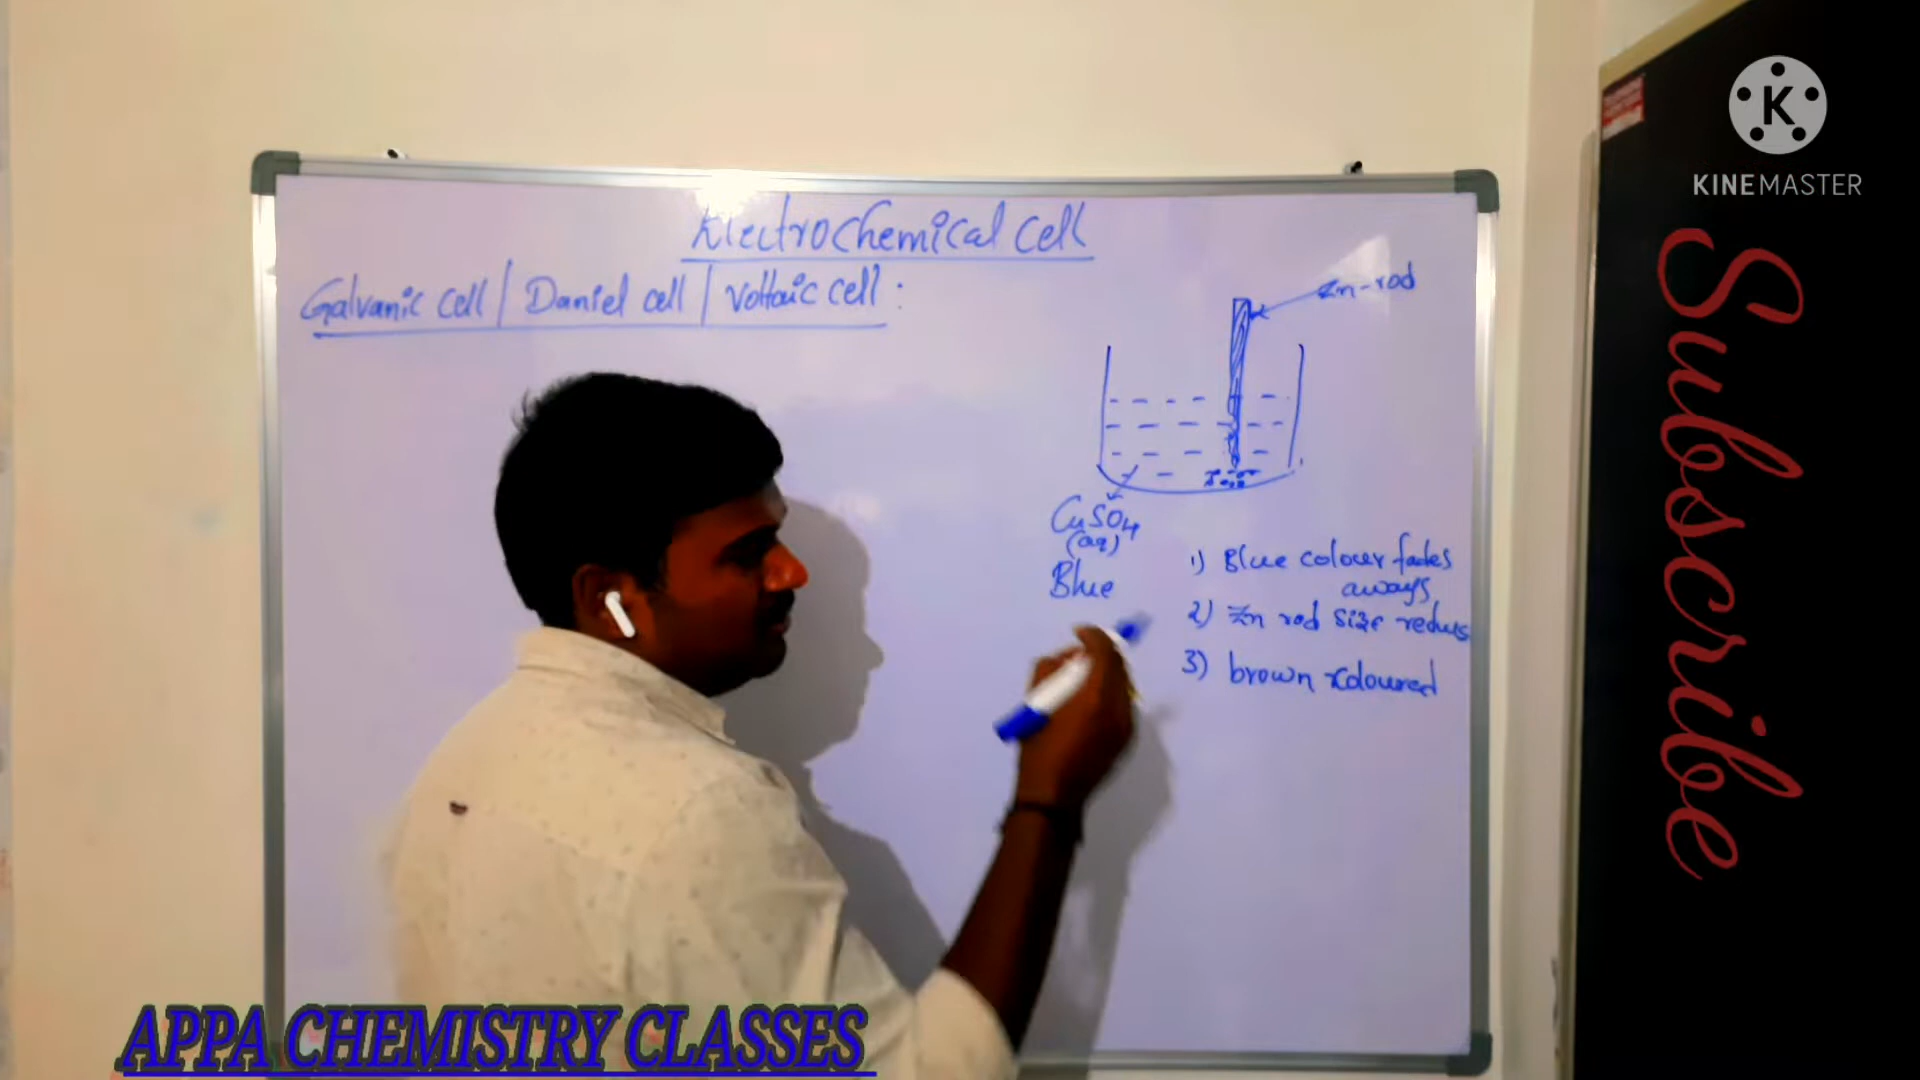 KINEMASTER
Electrochemical Cell
Galvanic cell / Daniel cell / Voltaic cell :
Zn-rod
CuSO4
(aq)
Blue
1) Blue colour fades
aways
2) Zn rod size redus
3) brown coloured
Subscribe
APPA CHEMISTRY CLASSES